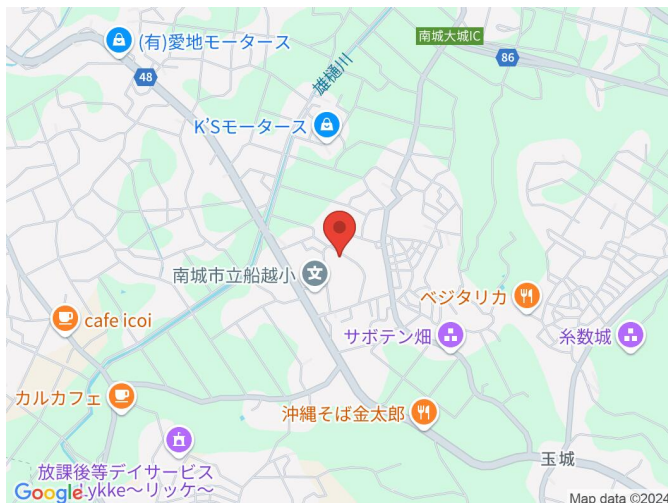 南城大城IC
(有)愛地モータース
86
48
雄樋川
K'Sモータース
南城市立船越小
文
ベジタリカ
cafe icoi
サボテン畑
糸数城
カルカフェ
沖縄そば金太郎
放課後等デイサービス
Lykke〜リッケ〜
玉城
Google
Map data ©2024